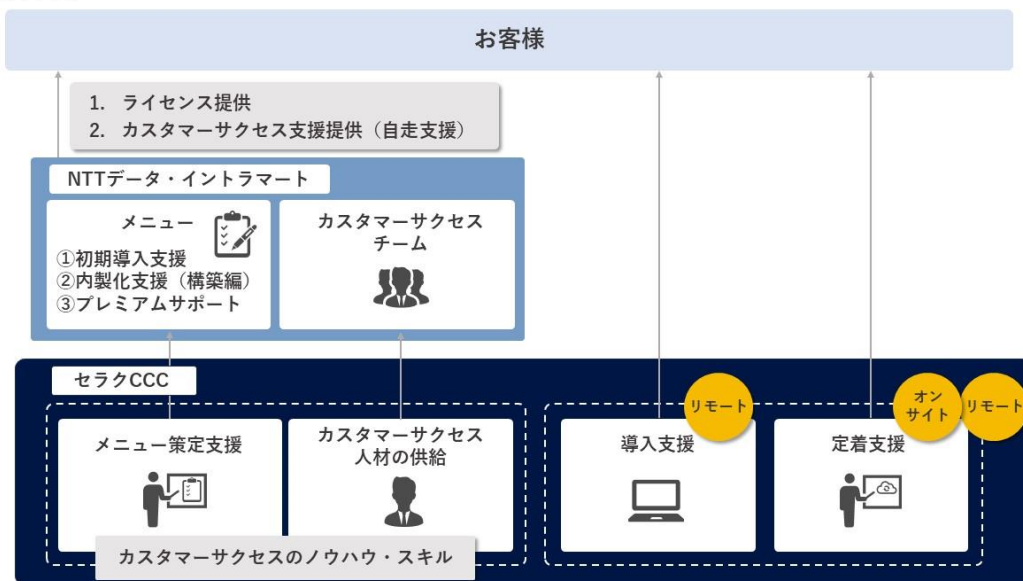 お客様
1. ライセンス提供
2. カスタマーサクセス支援提供（自走支援）
NTTデータ・イントラマート
メニュー
①初期導入支援
②内製化支援（構築編）
③プレミアムサポート
カスタマーサクセス
チーム
セラクCCC
メニュー策定支援
カスタマーサクセス
人材の供給
カスタマーサクセスのノウハウ・スキル
リモート
導入支援
オン
サイト
リモート
定着支援